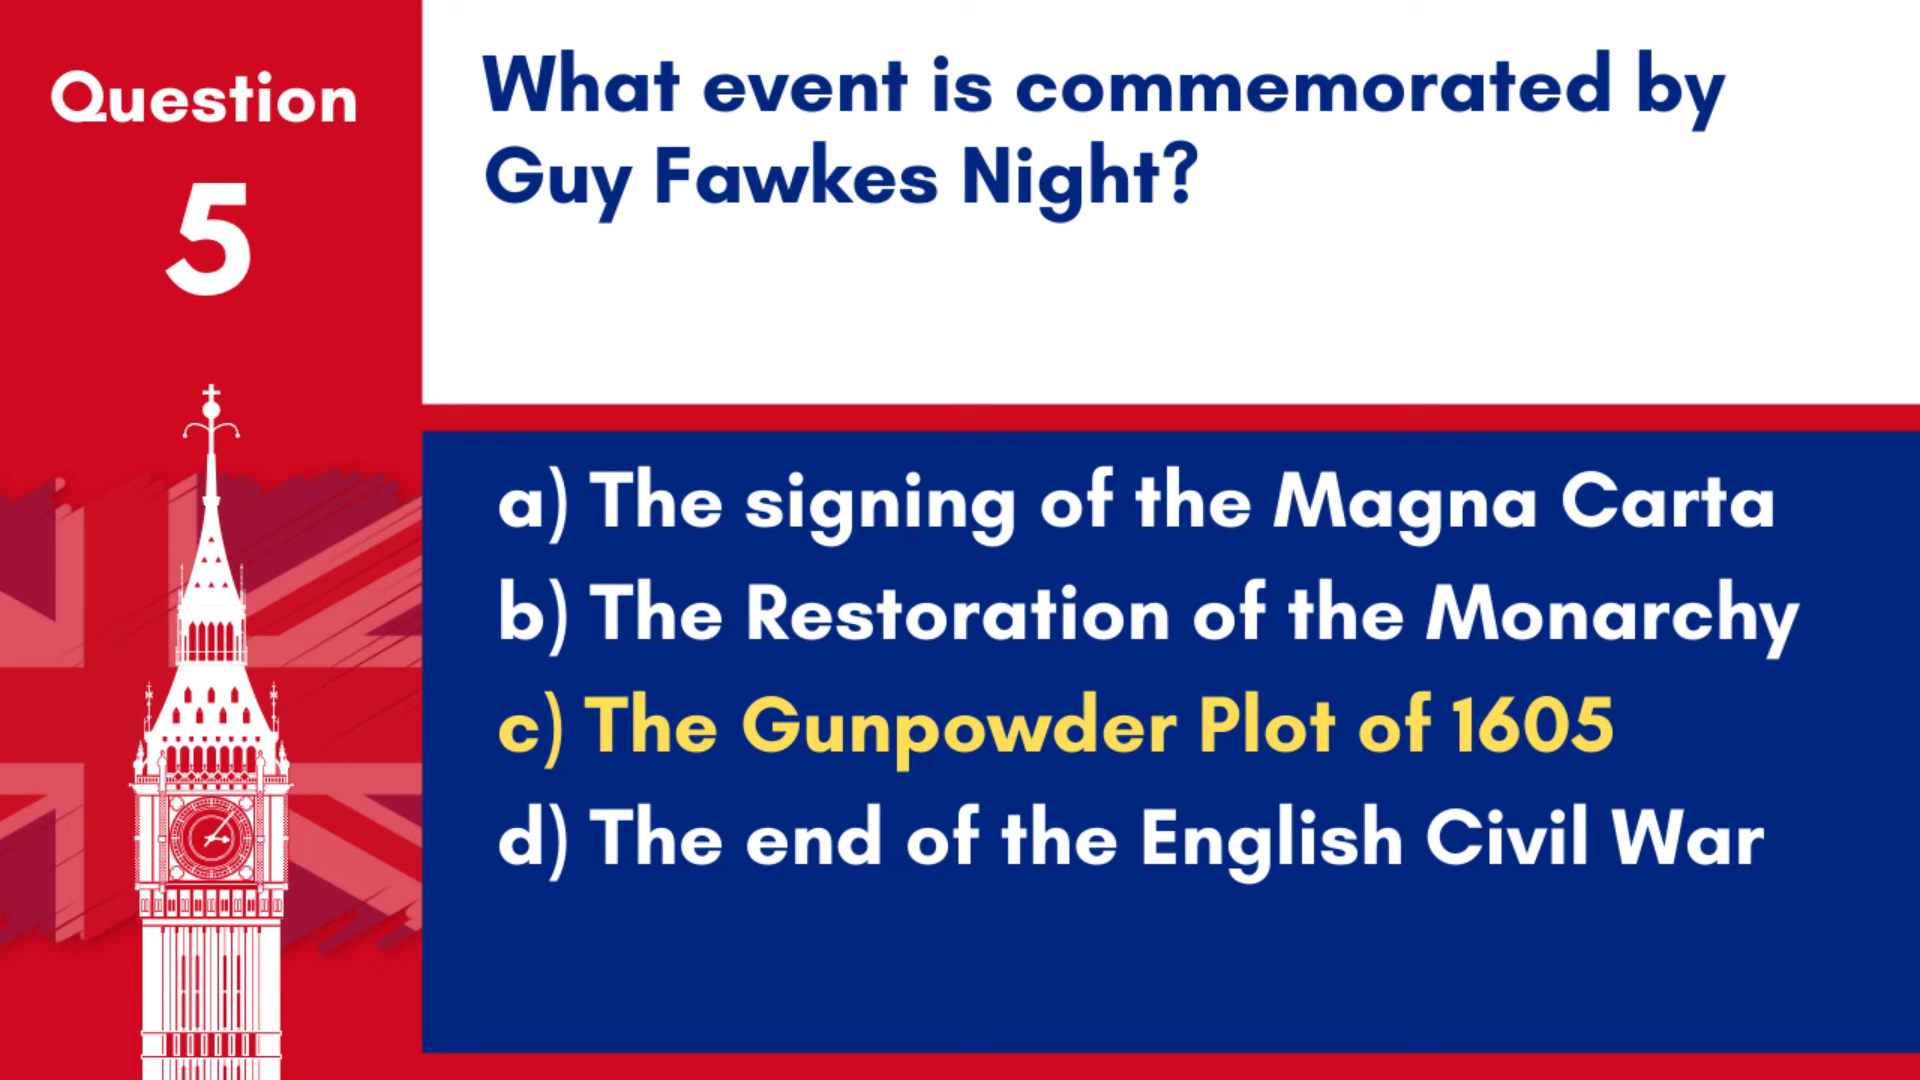 Question
5
What event is commemorated by
Guy Fawkes Night?
a) The signing of the Magna Carta
b) The Restoration of the Monarchy
c) The Gunpowder Plot of 1605
d) The end of the English Civil War